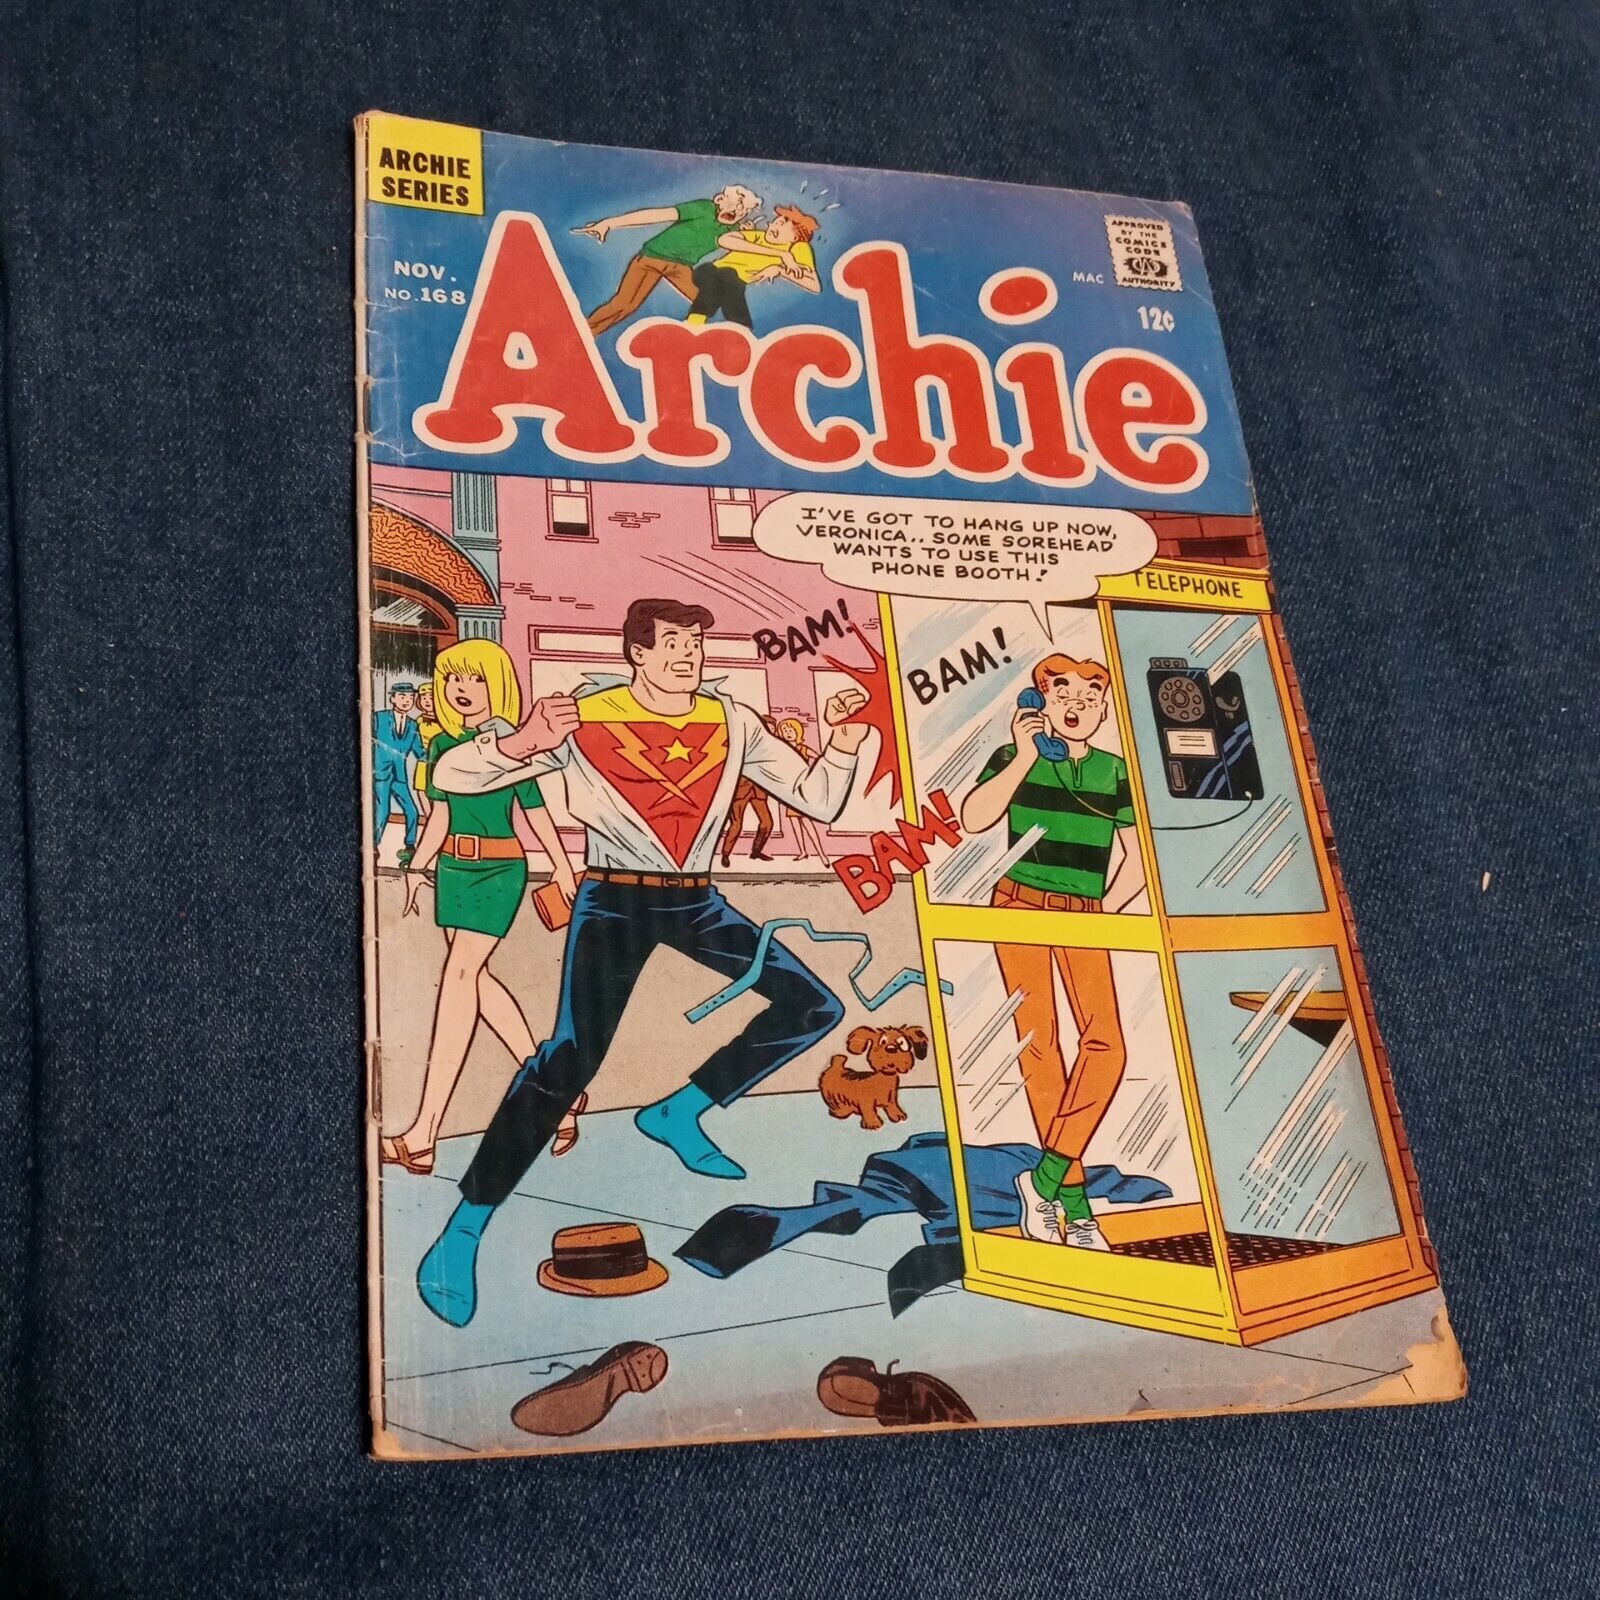 ARCHIE
SERIES
NOV.
NO.168
Archie
APPROVED
BY THE
COMICS
CODE
CA
AUTHORITY
MAC
12¢
I'VE GOT TO HANG UP NOW,
VERONICA.. SOME SOREHEAD
WANTS TO USE THIS
PHONE BOOTH!
TELEPHONE
BAM!
BAM!
BAM!